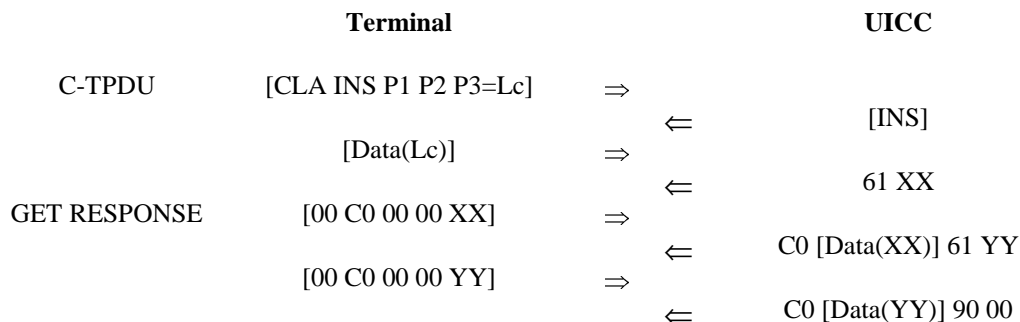 Terminal UICC
C-TPDU [CLA INS P1 P2 P3=Lc] ⇒
⇐ [INS]
[Data(Lc)] ⇒
⇐ 61 XX
GET RESPONSE [00 C0 00 00 XX] ⇒
⇐ C0 [Data(XX)] 61 YY
[00 C0 00 00 YY] ⇒
⇐ C0 [Data(YY)] 90 00